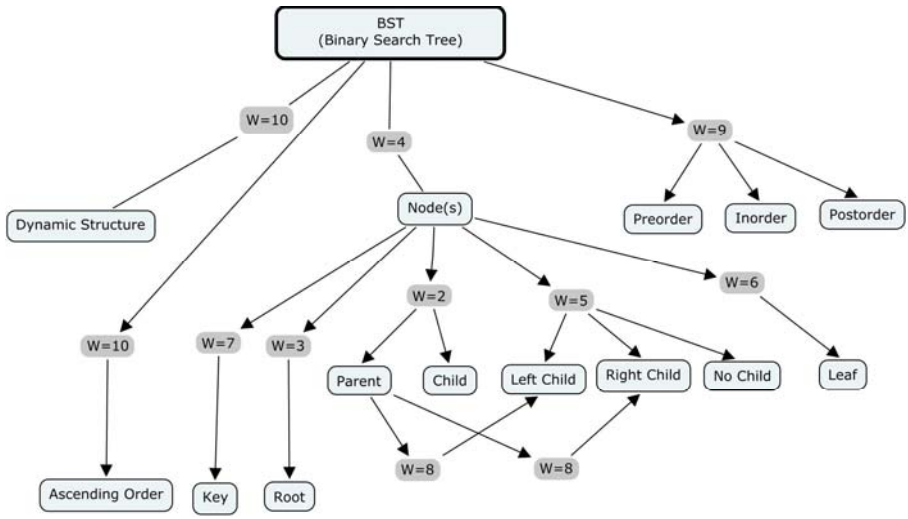 BST
(Binary Search Tree)
W=10
W=4
W=9
Dynamic Structure
Node(s)
Preorder
Inorder
Postorder
W=2
W=5
W=6
W=10
W=7
W=3
Parent
Child
Left Child
Right Child
No Child
Leaf
W=8
W=8
Ascending Order
Key
Root